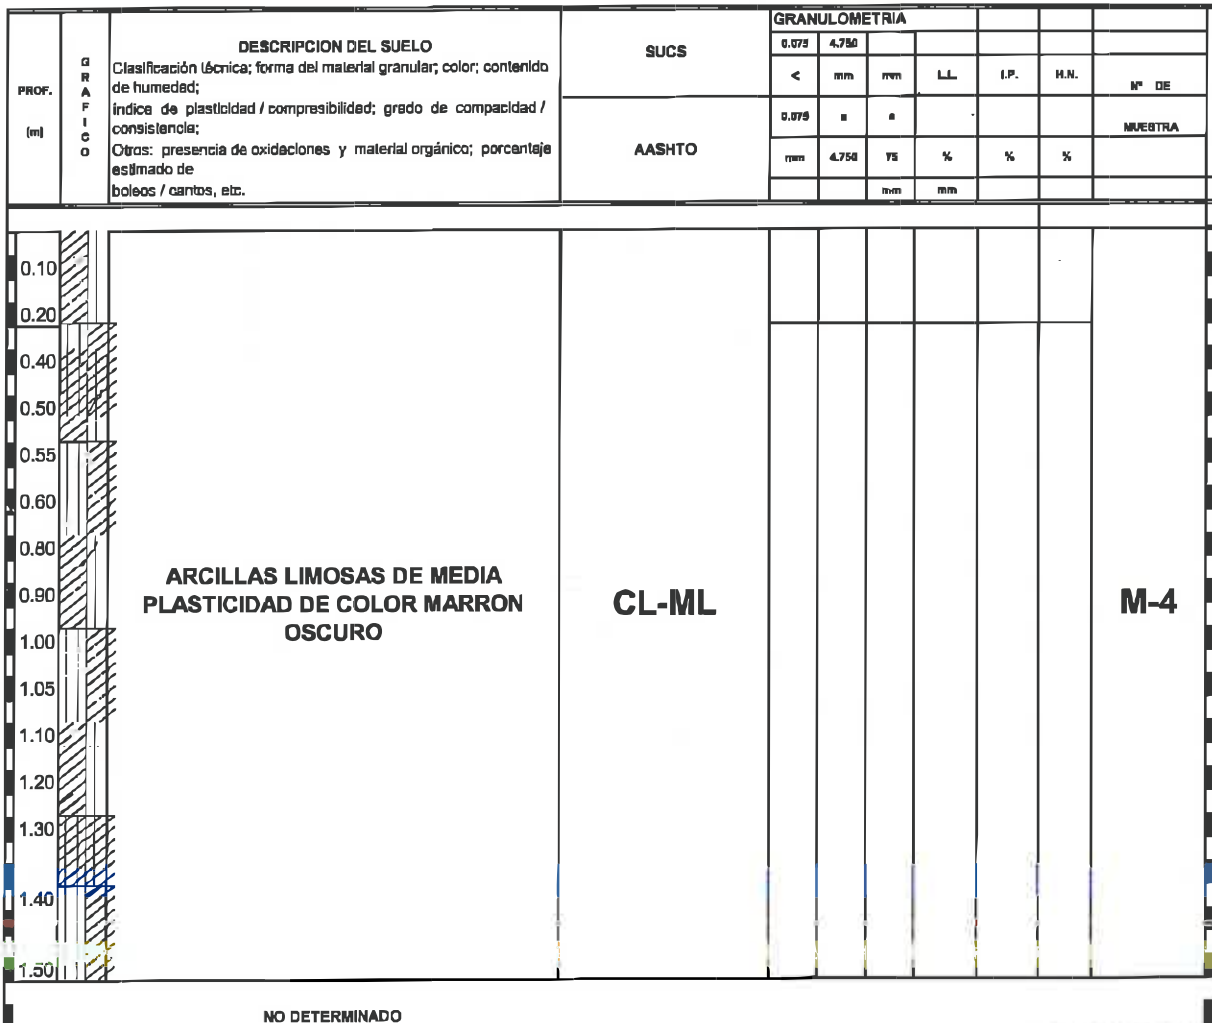 PROF.
(m)
GRAFICO
DESCRIPCION DEL SUELO
Clasificación técnica; forma del material granular; color; contenido
de humedad;
índice de plasticidad / compresibilidad; grado de compacidad /
consistencia;
Otros: presencia de oxidaciones y material orgánico; porcentaje
estimado de
boleos / cantos, etc.
SUCS
AASHTO
GRANULOMETRIA
0.075 4.750
< mm mm L.L. I.P. H.N.
0.075 a a
mm 4.750 75 % % %
mm mm
N° DE
MUESTRA
0.10
0.20
0.40
0.50
0.55
0.60
0.80
0.90
1.00
1.05
1.10
1.20
1.30
1.40
1.50
ARCILLAS LIMOSAS DE MEDIA
PLASTICIDAD DE COLOR MARRON
OSCURO
CL-ML
M-4
NO DETERMINADO